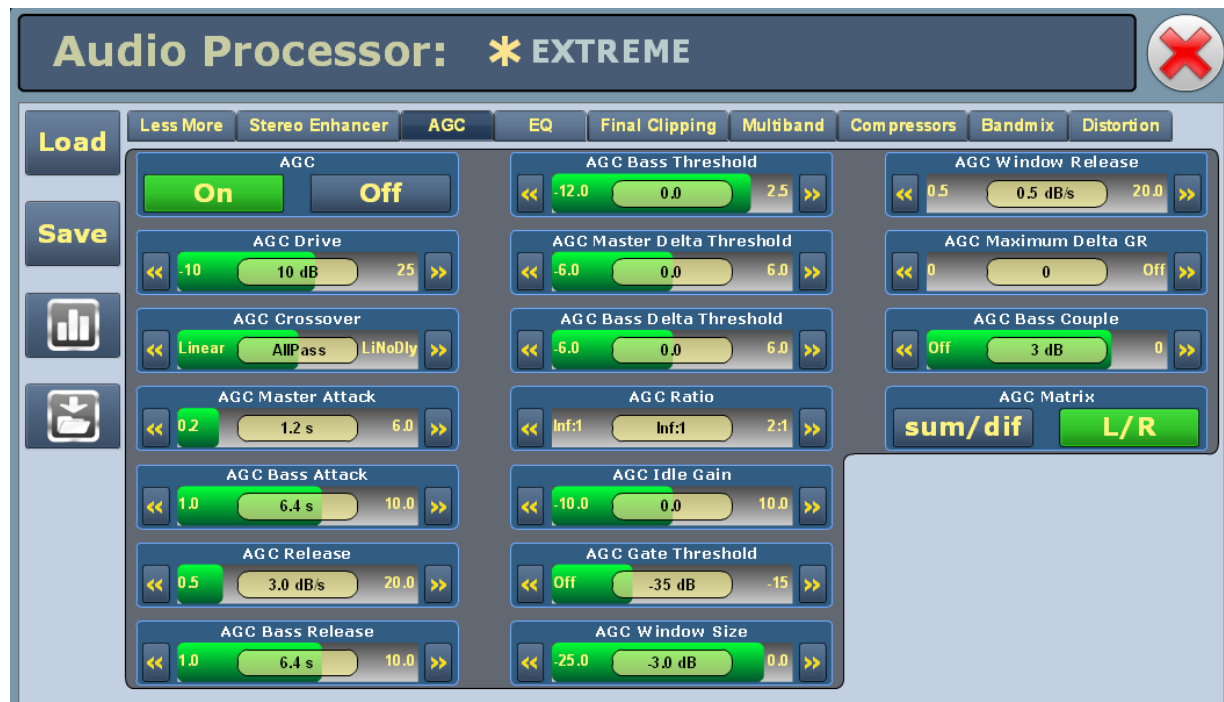 Audio Processor: * EXTREME
Load
Save
Less More Stereo Enhancer AGC EQ Final Clipping Multiband Compressors Bandmix Distortion
AGC
On Off
AGC Drive
<< -10 10 dB 25 >>
AGC Crossover
<< Linear AllPass LiNoDly >>
AGC Master Attack
<< 0.2 1.2 s 6.0 >>
AGC Bass Attack
<< 1.0 6.4 s 10.0 >>
AGC Release
<< 0.5 3.0 dB/s 20.0 >>
AGC Bass Release
<< 1.0 6.4 s 10.0 >>
AGC Bass Threshold
<< -12.0 0.0 2.5 >>
AGC Master Delta Threshold
<< -6.0 0.0 6.0 >>
AGC Bass Delta Threshold
<< -6.0 0.0 6.0 >>
AGC Ratio
<< Inf:1 Inf:1 2:1 >>
AGC Idle Gain
<< -10.0 0.0 10.0 >>
AGC Gate Threshold
<< Off -35 dB -15 >>
AGC Window Size
<< -25.0 -3.0 dB 0.0 >>
AGC Window Release
<< 0.5 0.5 dB/s 20.0 >>
AGC Maximum Delta GR
<< 0 0 Off >>
AGC Bass Couple
<< Off 3 dB 0 >>
AGC Matrix
sum/dif L/R